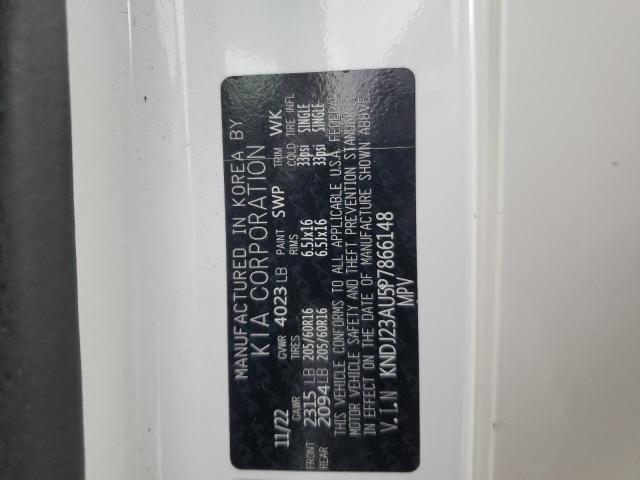 MANUFACTURED IN KOREA BY
KIA CORPORATION
11/22 GVWR 4023 LB PAINT SWP TRIM WK
GAWR TIRES RIMS COLD TIRE INFL
FRONT 2315 LB 205/60R16 6.5Jx16 33psi SINGLE
REAR 2094 LB 205/60R16 6.5Jx16 33psi SINGLE
THIS VEHICLE CONFORMS TO ALL APPLICABLE U.S.A. FEDERAL
MOTOR VEHICLE SAFETY AND THEFT PREVENTION STANDARDS
IN EFFECT ON THE DATE OF MANUFACTURE SHOWN ABOVE.
V.I.N KNDJ23AU5P7866148
MPV